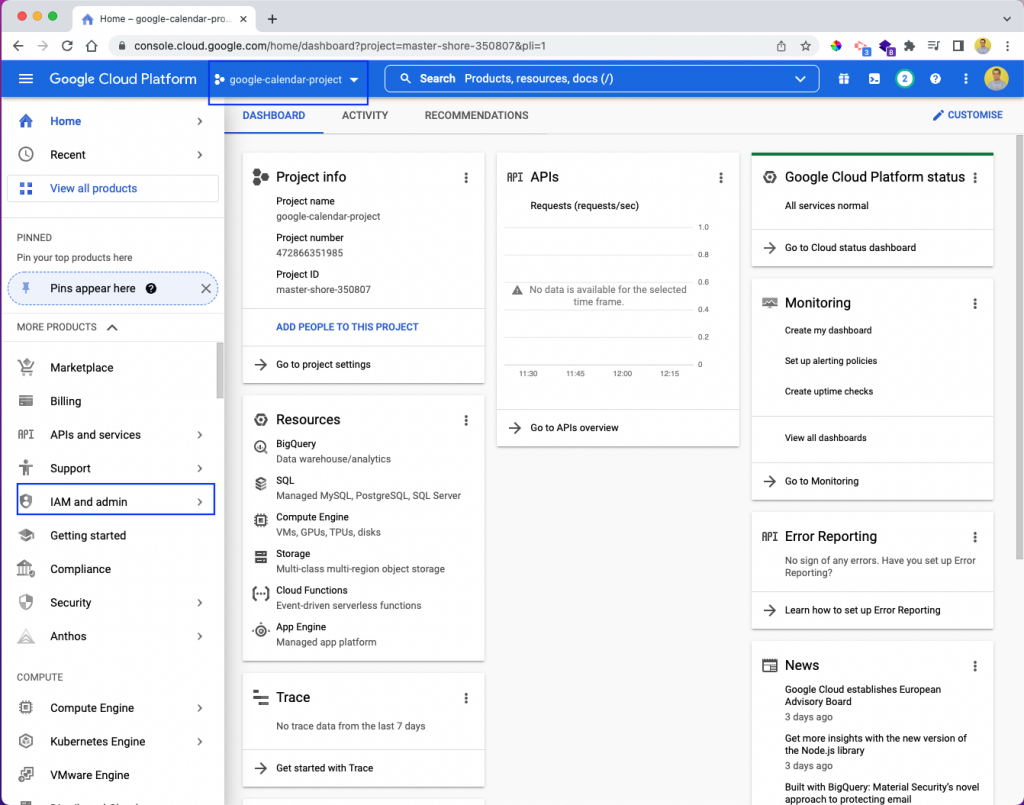 Home – google-calendar-pro...
console.cloud.google.com/home/dashboard?project=master-shore-350807&pli=1
3
8
Google Cloud Platform
google-calendar-project
Search Products, resources, docs (/)
2
Home
Recent
View all products
PINNED
Pin your top products here
Pins appear here
MORE PRODUCTS
Marketplace
Billing
API APIs and services
Support
IAM and admin
Getting started
Compliance
Security
Anthos
COMPUTE
Compute Engine
Kubernetes Engine
VMware Engine
DASHBOARD
ACTIVITY
RECOMMENDATIONS
CUSTOMISE
Project info
Project name
google-calendar-project
Project number
472866351985
Project ID
master-shore-350807
ADD PEOPLE TO THIS PROJECT
Go to project settings
Resources
BigQuery
Data warehouse/analytics
SQL
Managed MySQL, PostgreSQL, SQL Server
Compute Engine
VMs, GPUs, TPUs, disks
Storage
Multi-class multi-region object storage
Cloud Functions
Event-driven serverless functions
App Engine
Managed app platform
Trace
No trace data from the last 7 days
Get started with Trace
API APIs
Requests (requests/sec)
1.0
0.8
0.6
0.4
0.2
0
No data is available for the selected
time frame.
11:30
11:45
12:00
12:15
Go to APIs overview
Google Cloud Platform status
All services normal
Go to Cloud status dashboard
Monitoring
Create my dashboard
Set up alerting policies
Create uptime checks
View all dashboards
Go to Monitoring
API Error Reporting
No sign of any errors. Have you set up Error
Reporting?
Learn how to set up Error Reporting
News
Google Cloud establishes European
Advisory Board
3 days ago
Get more insights with the new version of
the Node.js library
3 days ago
Built with BigQuery: Material Security's novel
approach to protecting email